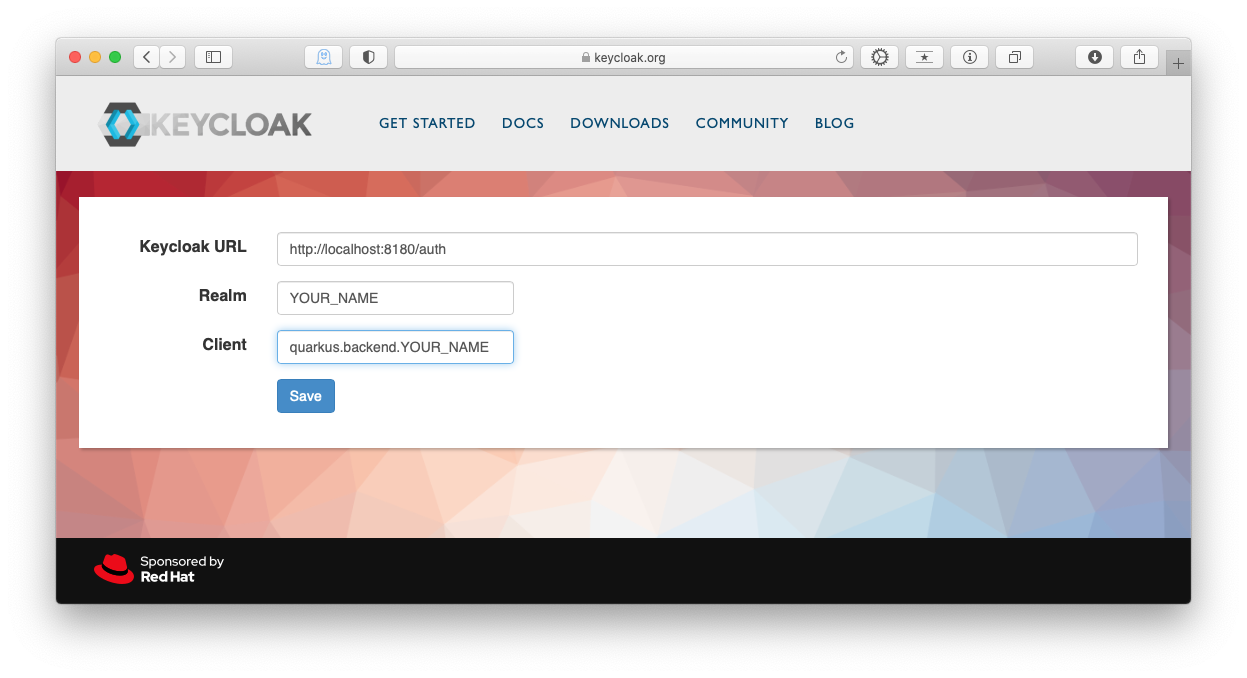 keycloak.org
KEYCLOAK
GET STARTED DOCS DOWNLOADS COMMUNITY BLOG
Keycloak URL http://localhost:8180/auth
Realm YOUR_NAME
Client quarkus.backend.YOUR_NAME
Save
Sponsored by
Red Hat